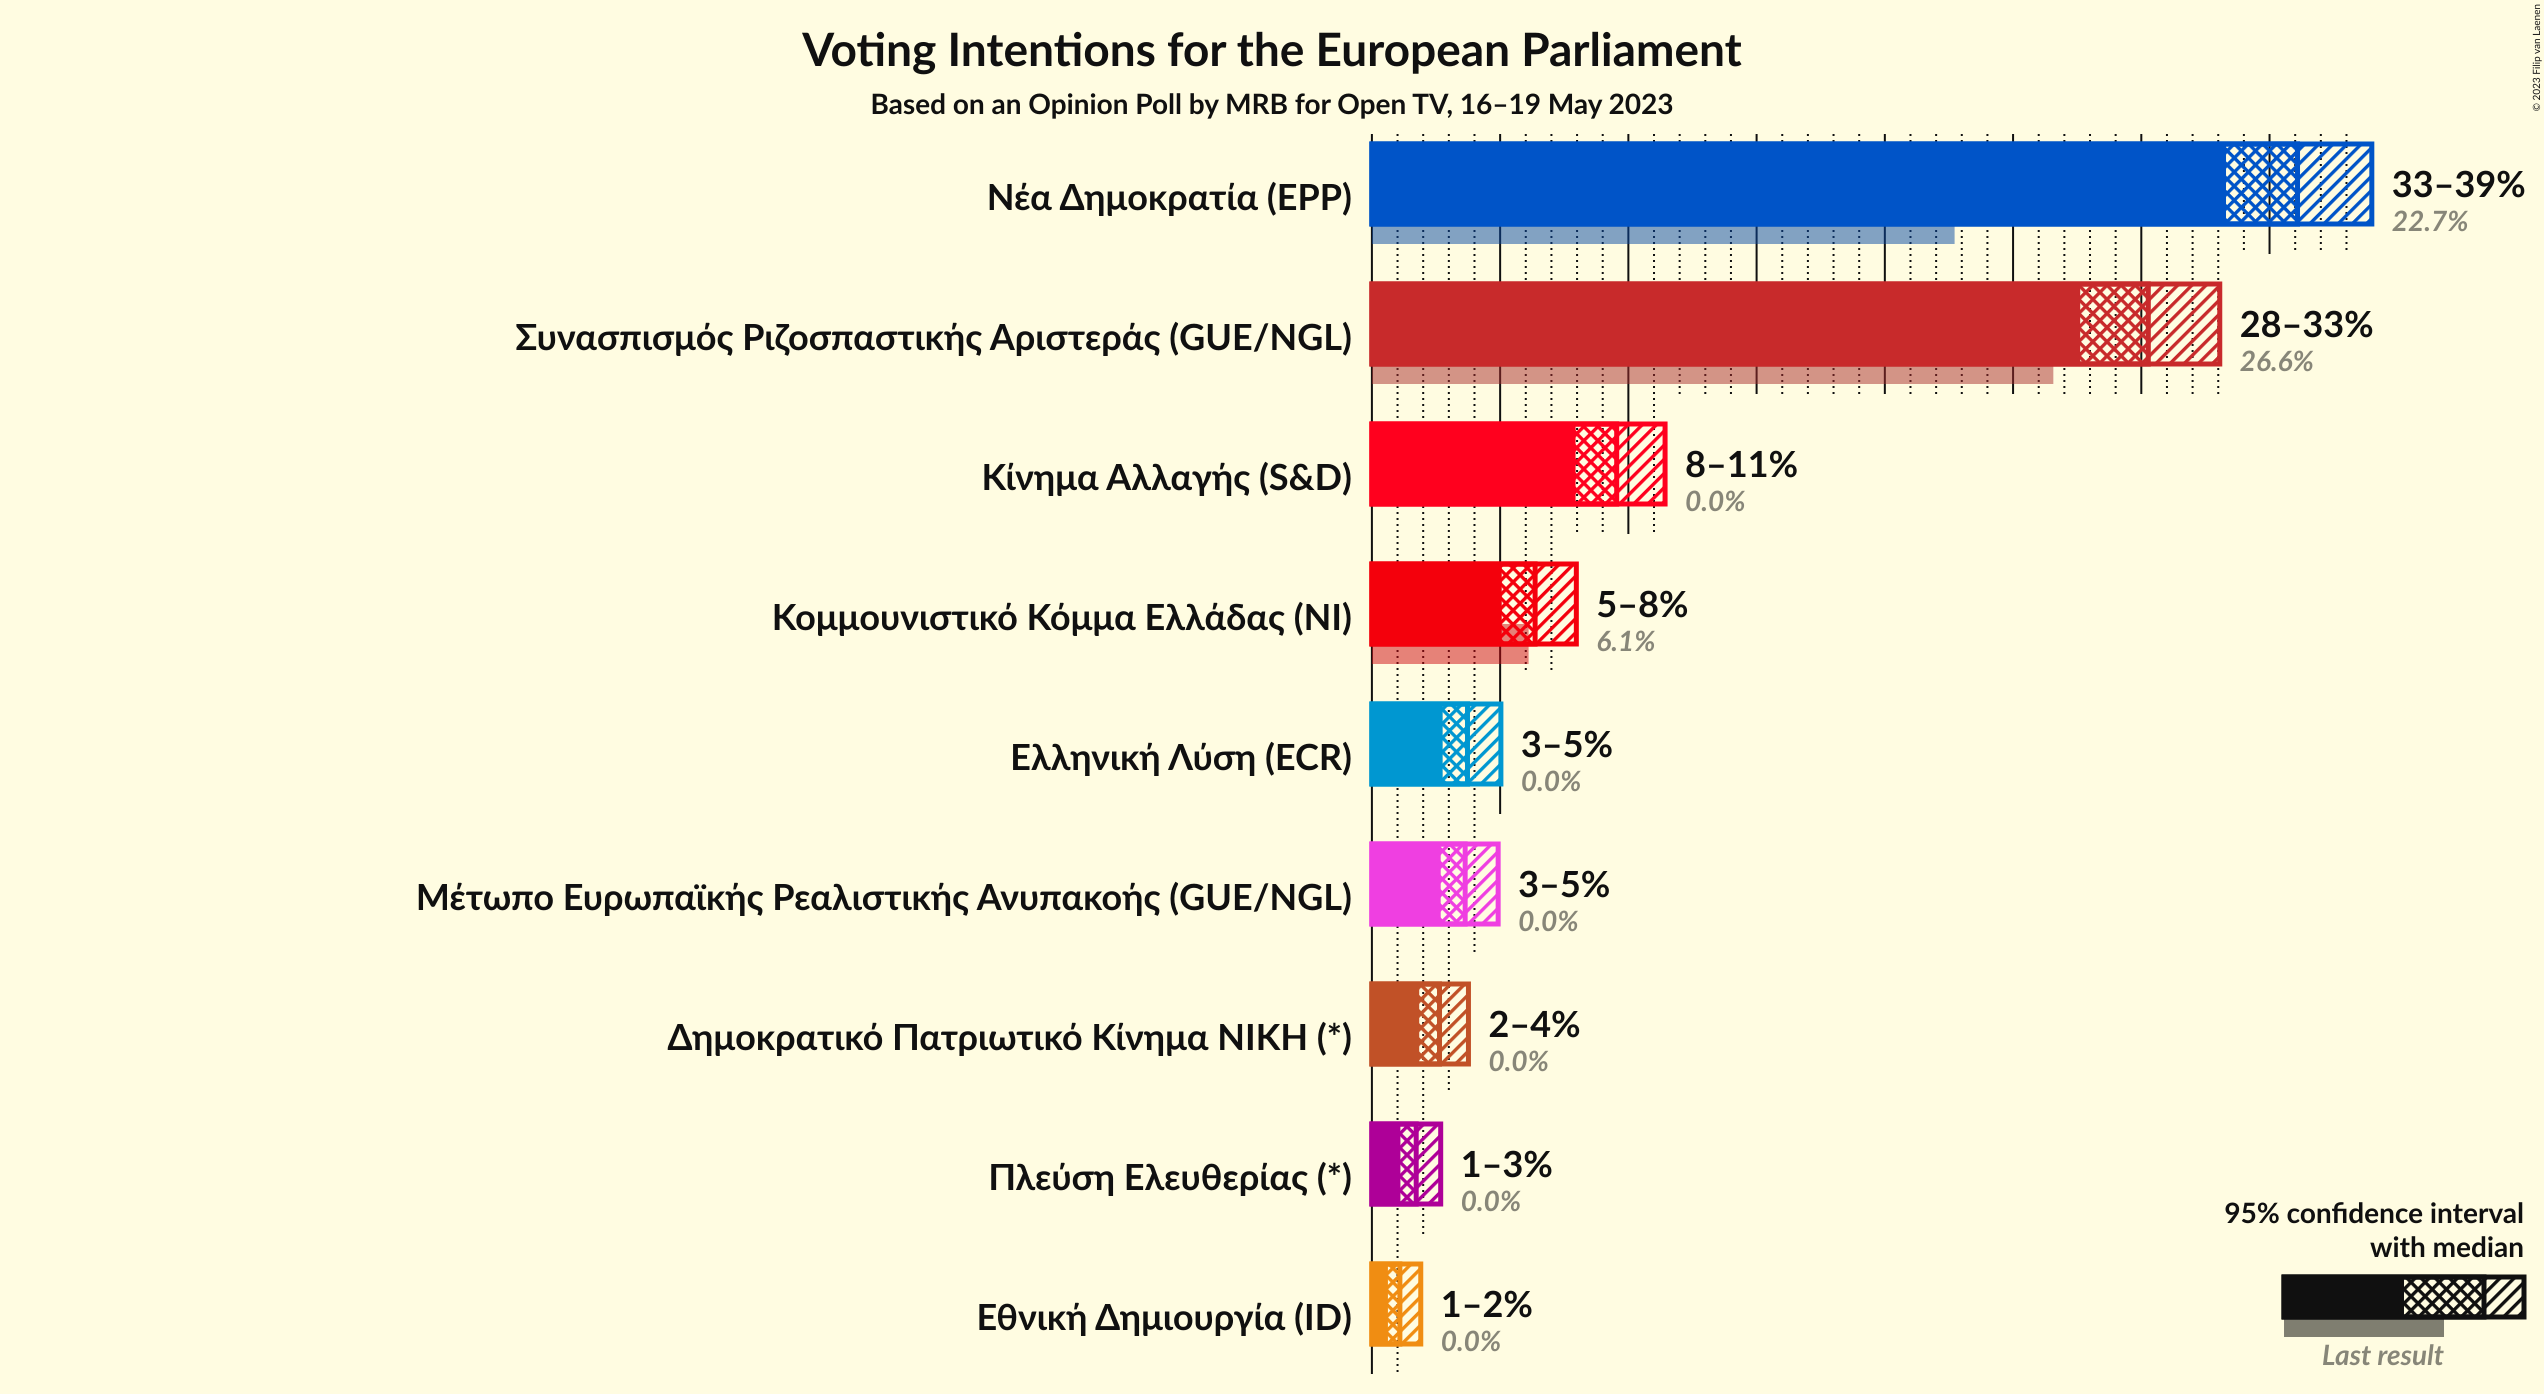 © 2023 Filip van Laenen
Voting Intentions for the European Parliament
Based on an Opinion Poll by MRB for Open TV, 16–19 May 2023
Νέα Δημοκρατία (EPP)
33–39%
22.7%
Συνασπισμός Ριζοσπαστικής Αριστεράς (GUE/NGL)
28–33%
26.6%
Κίνημα Αλλαγής (S&D)
8–11%
0.0%
Κομμουνιστικό Κόμμα Ελλάδας (NI)
5–8%
6.1%
Ελληνική Λύση (ECR)
3–5%
0.0%
Μέτωπο Ευρωπαϊκής Ρεαλιστικής Ανυπακοής (GUE/NGL)
3–5%
0.0%
Δημοκρατικό Πατριωτικό Κίνημα ΝΙΚΗ (*)
2–4%
0.0%
Πλεύση Ελευθερίας (*)
1–3%
0.0%
Εθνική Δημιουργία (ID)
1–2%
0.0%
95% confidence interval
with median
Last result